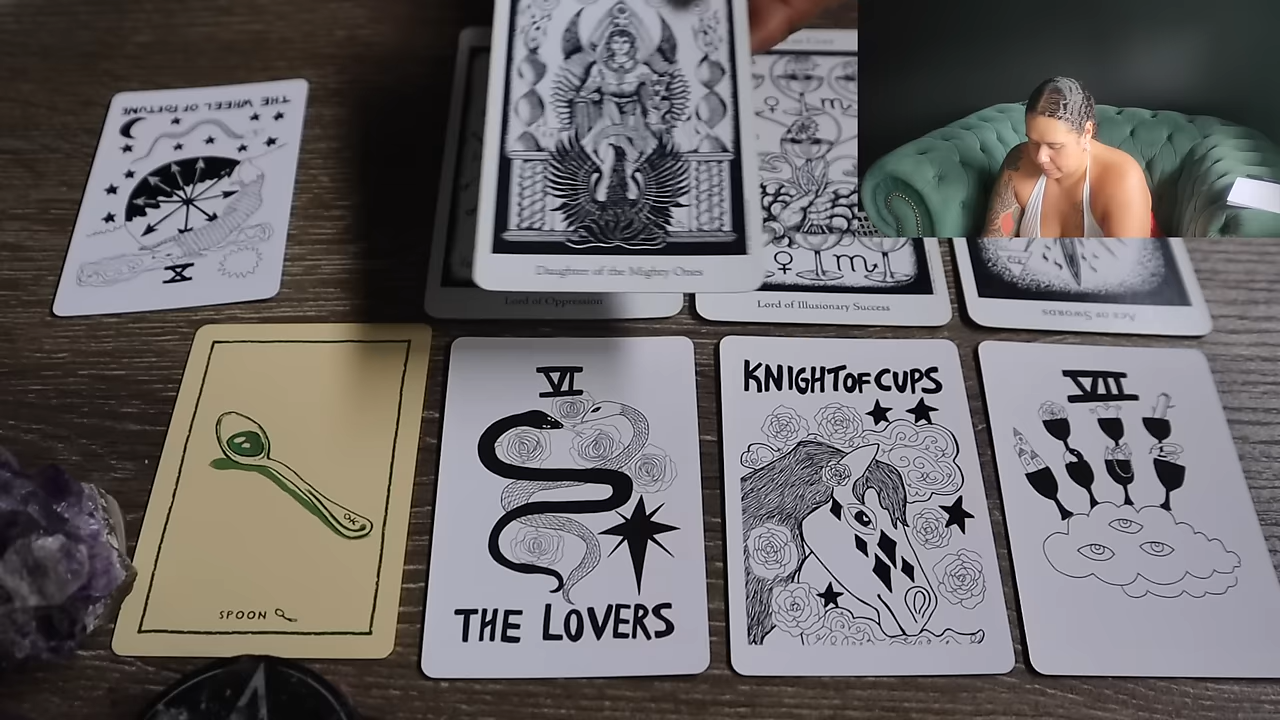 THE WHEEL OF FORTUNE
X
Daughter of the Mighty Ones
Lord of Oppression
Lord of Illusionary Success
ACE OF SWORDS
SPOON
OK
VI
THE LOVERS
KNIGHT OF CUPS
VII